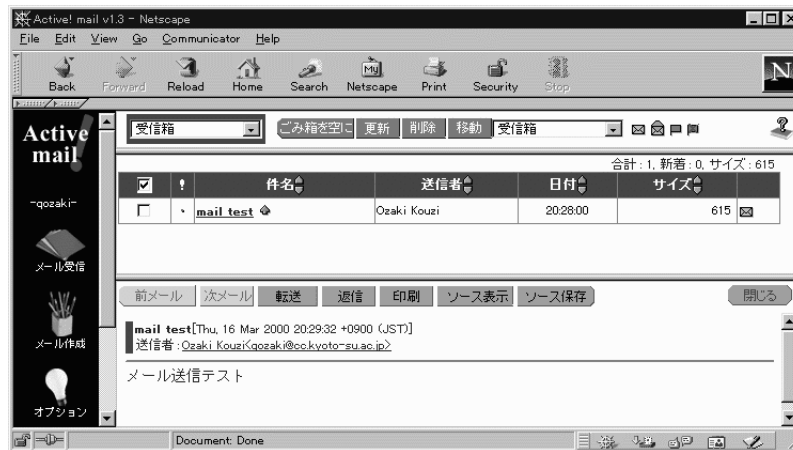 Active! mail v1.3 - Netscape
File Edit View Go Communicator Help
Back Forward Reload Home Search Netscape Print Security Stop
My
N
Active! mail
-qozaki-
メール受信
メール作成
オプション
受信箱 ごみ箱を空に 更新 削除 移動 受信箱
合計 : 1, 新着 : 0, サイズ : 615
! 件名 送信者 日付 サイズ
mail test Ozaki Kouzi 20:28:00 615
前メール 次メール 転送 返信 印刷 ソース表示 ソース保存 閉じる
mail test[Thu, 16 Mar 2000 20:29:32 +0900 (JST)]
送信者 : Ozaki Kouzi<qozaki@cc.kyoto-su.ac.jp>
メール送信テスト
Document: Done